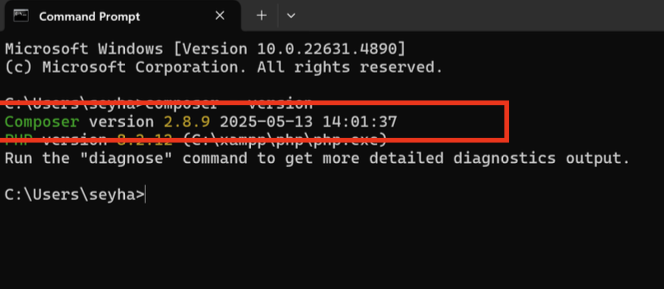 Command Prompt
Microsoft Windows [Version 10.0.22631.4890]
(c) Microsoft Corporation. All rights reserved.
C:\Users\seyha>composer --version
Composer version 2.8.9 2025-05-13 14:01:37
PHP version 8.2.12 (C:\xampp\php\php.exe)
Run the "diagnose" command to get more detailed diagnostics output.
C:\Users\seyha>